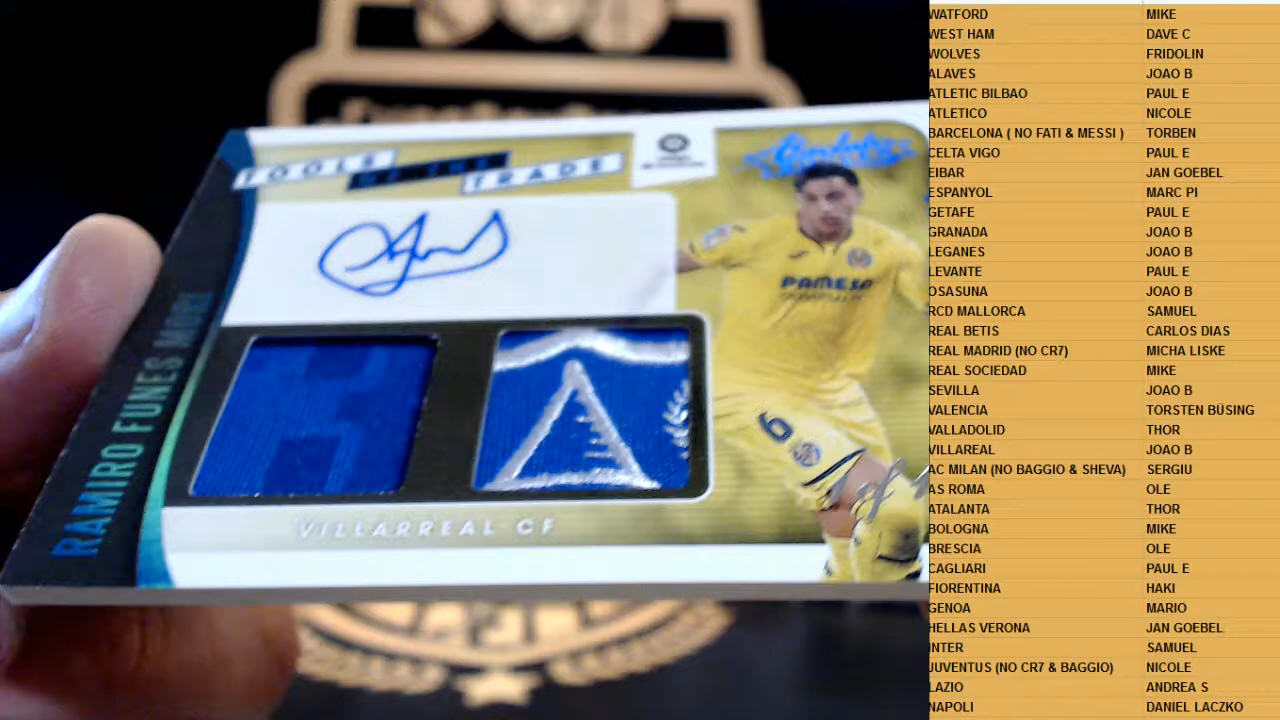 TOOLS OF THE TRADE
RAMIRO FUNES MORI
PAMESA
6
VILLARREAL CF
WATFORD MIKE
WEST HAM DAVE C
WOLVES FRIDOLIN
ALAVES JOAO B
ATLETIC BILBAO PAUL E
ATLETICO NICOLE
BARCELONA ( NO FATI & MESSI ) TORBEN
CELTA VIGO PAUL E
EIBAR JAN GOEBEL
ESPANYOL MARC PI
GETAFE PAUL E
GRANADA JOAO B
LEGANES JOAO B
LEVANTE PAUL E
OSASUNA JOAO B
RCD MALLORCA SAMUEL
REAL BETIS CARLOS DIAS
REAL MADRID (NO CR7) MICHA LISKE
REAL SOCIEDAD MIKE
SEVILLA JOAO B
VALENCIA TORSTEN BÜSING
VALLADOLID THOR
VILLAREAL JOAO B
AC MILAN (NO BAGGIO & SHEVA) SERGIU
AS ROMA OLE
ATALANTA THOR
BOLOGNA MIKE
BRESCIA OLE
CAGLIARI PAUL E
FIORENTINA HAKI
GENOA MARIO
HELLAS VERONA JAN GOEBEL
INTER SAMUEL
JUVENTUS (NO CR7 & BAGGIO) NICOLE
LAZIO ANDREA S
NAPOLI DANIEL LACZKO